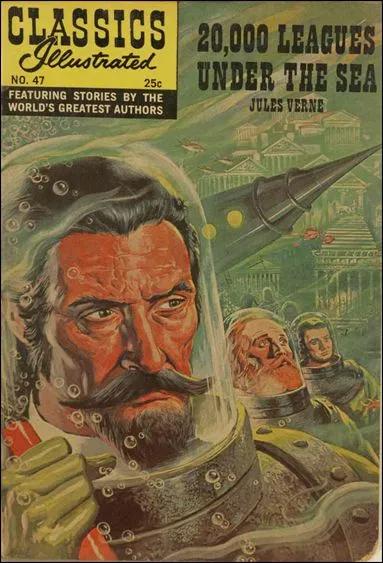 CLASSICS
Illustrated
NO. 47 25¢
FEATURING STORIES BY THE
WORLD'S GREATEST AUTHORS
20,000 LEAGUES
UNDER THE SEA
JULES VERNE